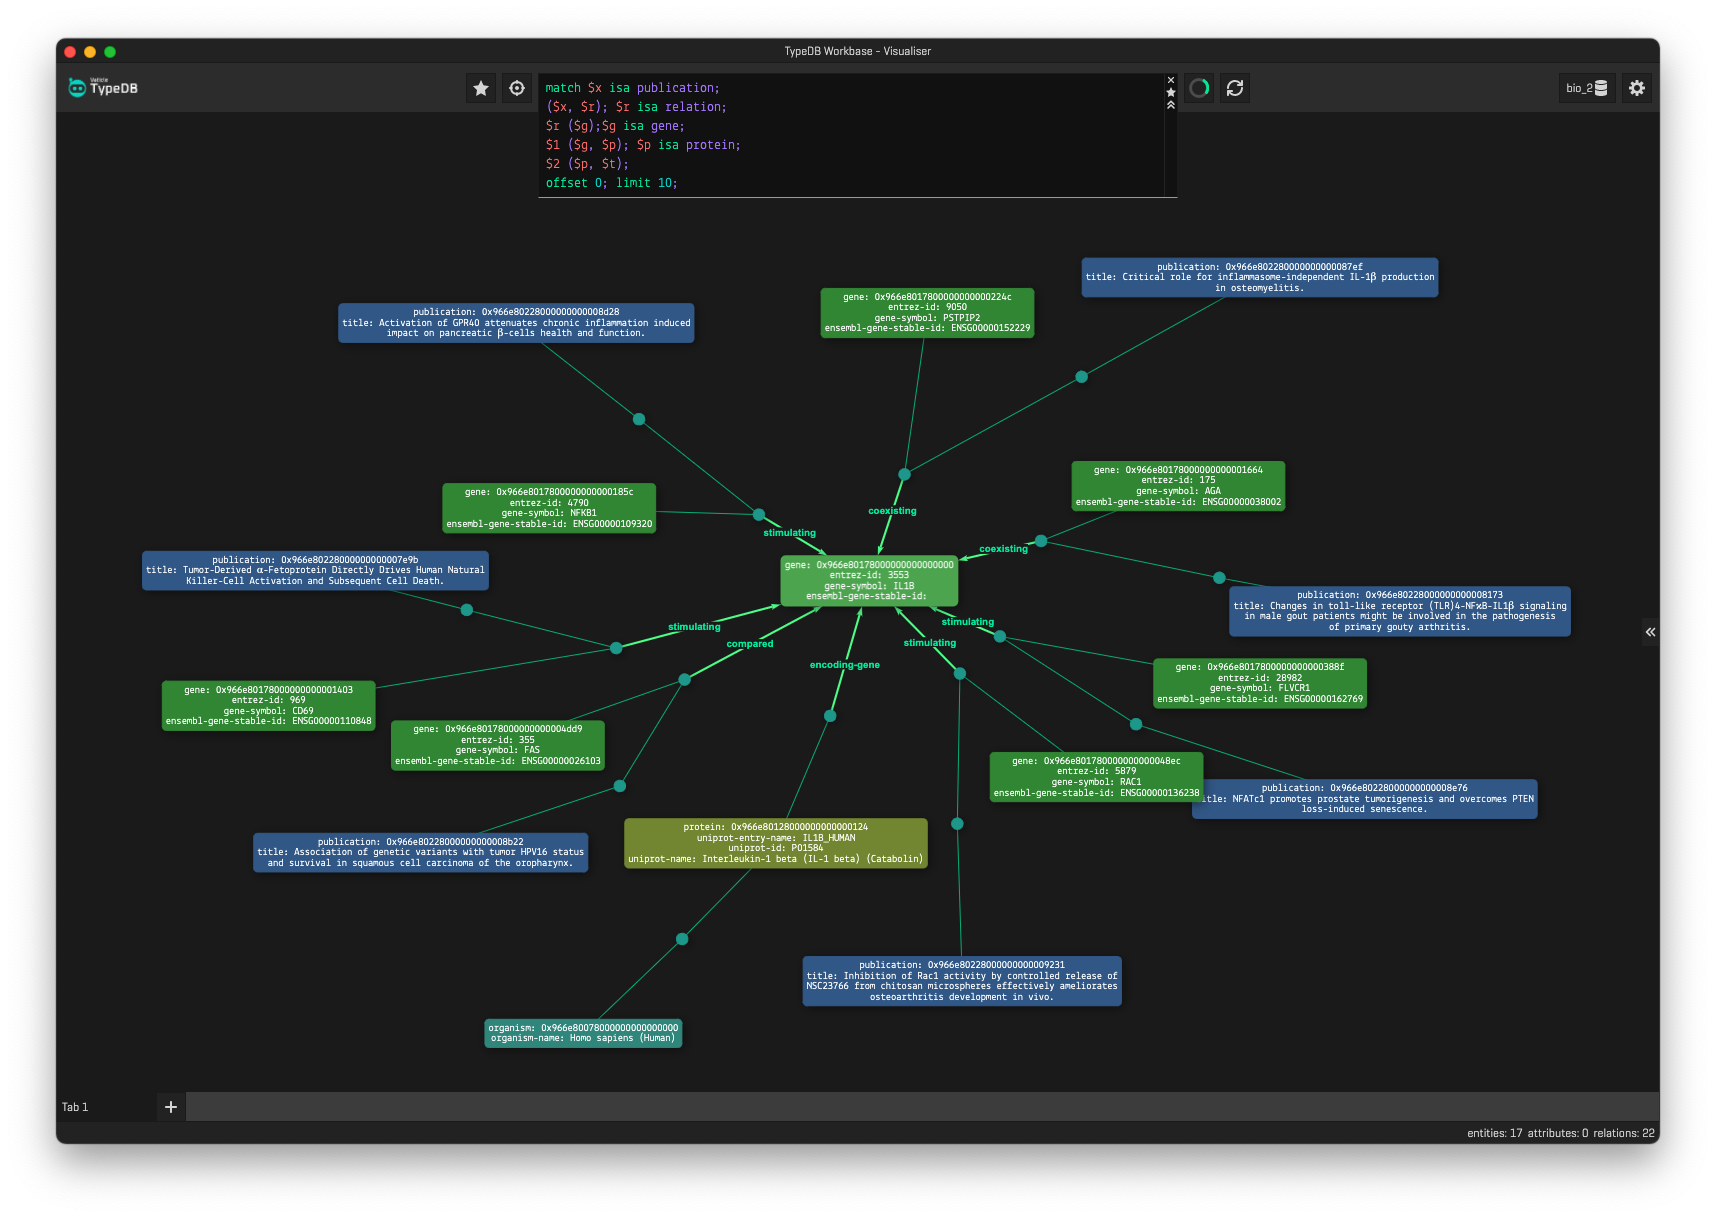 TypeDB Workbase - Visualiser
Vaticle
TypeDB
match $x isa publication;
($x, $r); $r isa relation;
$r ($g);$g isa gene;
$1 ($g, $p); $p isa protein;
$2 ($p, $t);
offset 0; limit 10;
bio_2
publication: 0x966e802280000000000087ef
title: Critical role for inflammasome-independent IL-1β production
in osteomyelitis.
gene: 0x966e8017800000000000224c
entrez-id: 9050
gene-symbol: PSTPIP2
ensembl-gene-stable-id: ENSG00000152229
publication: 0x966e80228000000000008d28
title: Activation of GPR40 attenuates chronic inflammation induced
impact on pancreatic β-cells health and function.
gene: 0x966e80178000000000001664
entrez-id: 175
gene-symbol: AGA
ensembl-gene-stable-id: ENSG00000038002
gene: 0x966e8017800000000000185c
entrez-id: 4790
gene-symbol: NFKB1
ensembl-gene-stable-id: ENSG00000109320
coexisting
stimulating
coexisting
publication: 0x966e80228000000000007e9b
title: Tumor-Derived α-Fetoprotein Directly Drives Human Natural
Killer-Cell Activation and Subsequent Cell Death.
gene: 0x966e80178000000000000000
entrez-id: 3553
gene-symbol: IL1B
ensembl-gene-stable-id:
publication: 0x966e80228000000000008173
title: Changes in toll-like receptor (TLR)4-NFκB-IL1β signaling
in male gout patients might be involved in the pathogenesis
of primary gouty arthritis.
stimulating
stimulating
compared
stimulating
encoding-gene
gene: 0x966e8017800000000000388f
entrez-id: 28982
gene-symbol: FLVCR1
ensembl-gene-stable-id: ENSG00000162769
gene: 0x966e80178000000000001403
entrez-id: 969
gene-symbol: CD69
ensembl-gene-stable-id: ENSG00000110848
gene: 0x966e80178000000000004dd9
entrez-id: 355
gene-symbol: FAS
ensembl-gene-stable-id: ENSG00000026103
gene: 0x966e801780000000000048ec
entrez-id: 5879
gene-symbol: RAC1
ensembl-gene-stable-id: ENSG00000136238
publication: 0x966e80228000000000008e76
itle: NFATc1 promotes prostate tumorigenesis and overcomes PTEN
loss-induced senescence.
protein: 0x966e80128000000000000124
uniprot-entry-name: IL1B_HUMAN
uniprot-id: P01584
uniprot-name: Interleukin-1 beta (IL-1 beta) (Catabolin)
publication: 0x966e80228000000000008b22
title: Association of genetic variants with tumor HPV16 status
and survival in squamous cell carcinoma of the oropharynx.
publication: 0x966e80228000000000009231
title: Inhibition of Rac1 activity by controlled release of
NSC23766 from chitosan microspheres effectively ameliorates
osteoarthritis development in vivo.
organism: 0x966e80078000000000000000
organism-name: Homo sapiens (Human)
Tab 1
entities: 17 attributes: 0 relations: 22